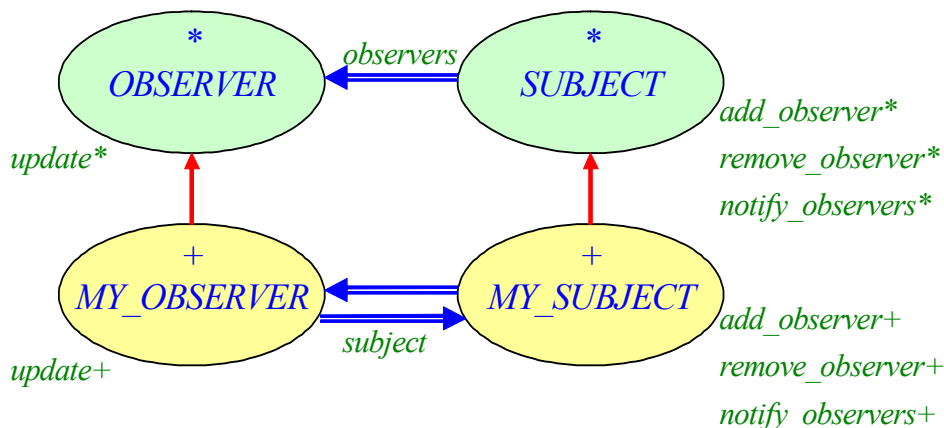 *
OBSERVER
observers
*
SUBJECT
update*
add_observer*
remove_observer*
notify_observers*
+
MY_OBSERVER
subject
+
MY_SUBJECT
update+
add_observer+
remove_observer+
notify_observers+